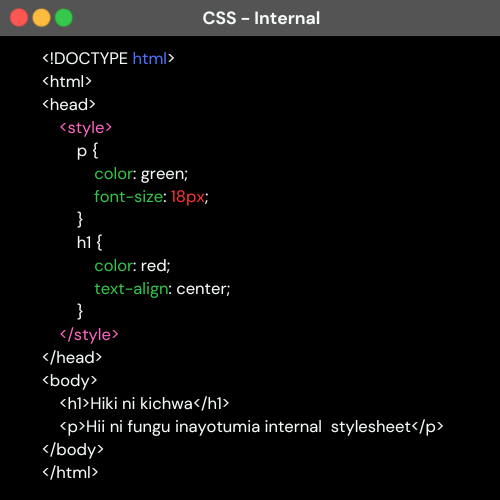 CSS - Internal
<!DOCTYPE html>
<html>
<head>
<style>
p {
color: green;
font-size: 18px;
}
h1 {
color: red;
text-align: center;
}
</style>
</head>
<body>
<h1>Hiki ni kichwa</h1>
<p>Hii ni fungu inayotumia internal  stylesheet</p>
</body>
</html>